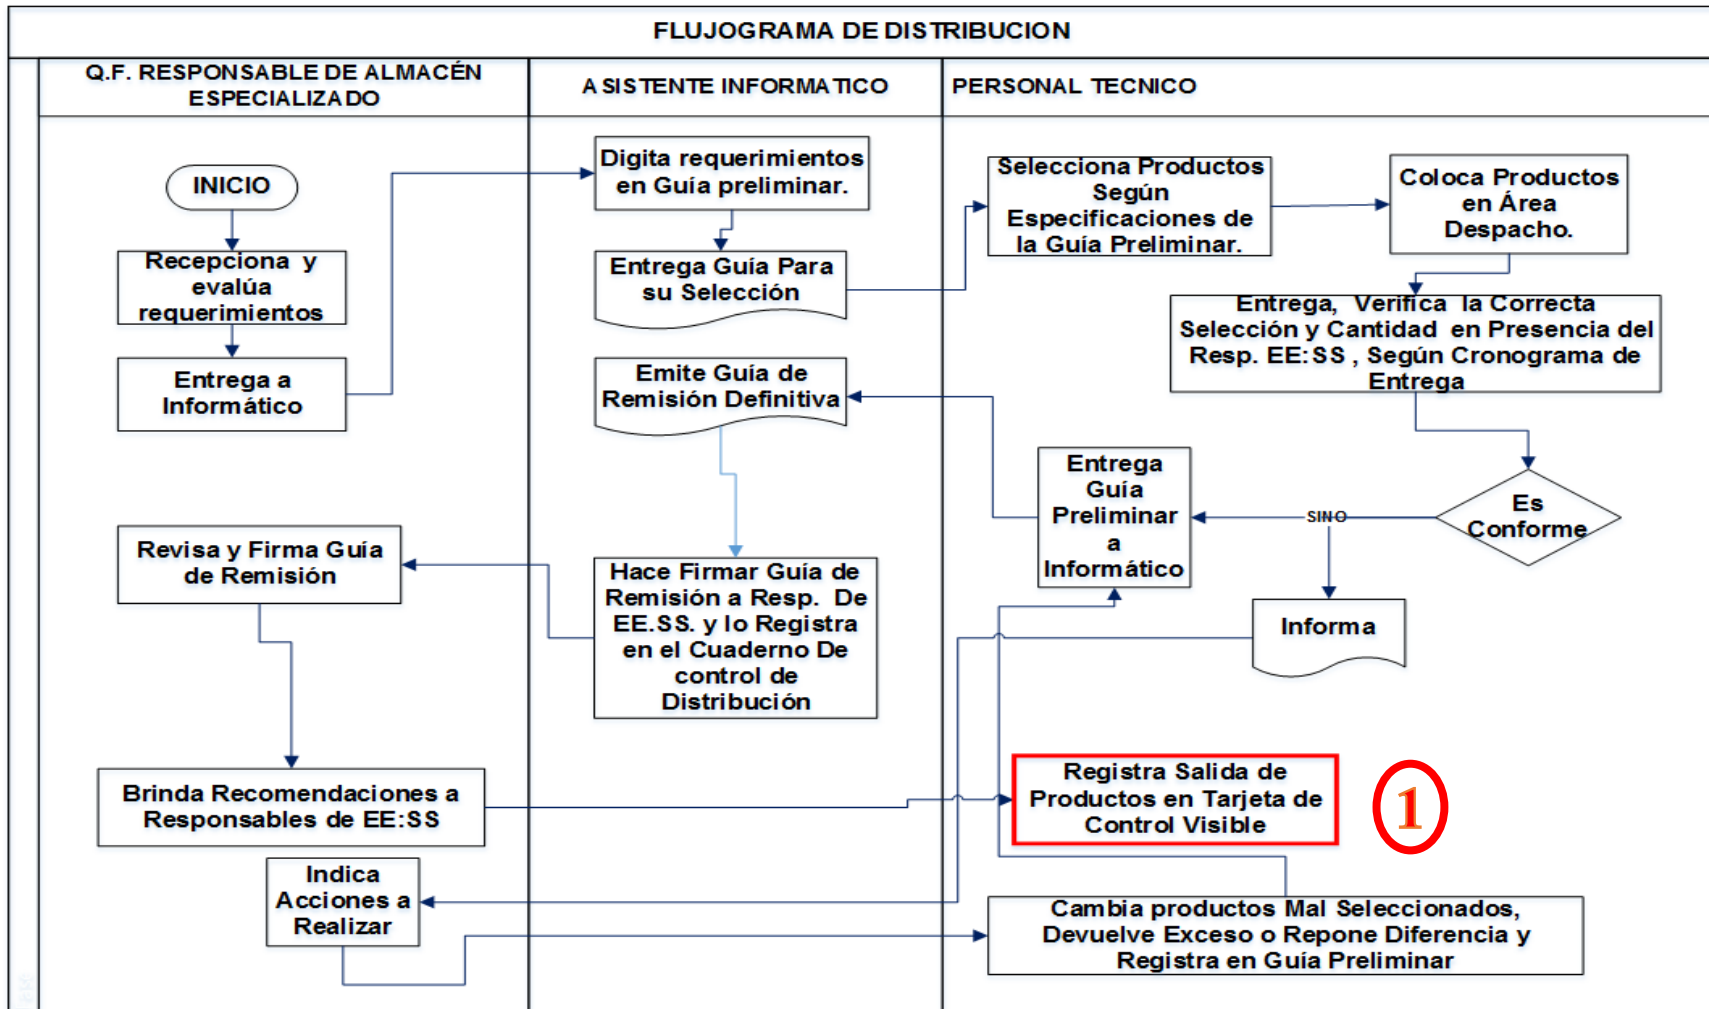 FLUJOGRAMA DE DISTRIBUCION
Q.F. RESPONSABLE DE ALMACÉN
ESPECIALIZADO
ASISTENTE INFORMATICO
PERSONAL TECNICO
INICIO
Recepciona y
evalúa
requerimientos
Entrega a
Informático
Digita requerimientos
en Guía preliminar.
Entrega Guía Para
su Selección
Selecciona Productos
Según
Especificaciones de
la Guía Preliminar.
Coloca Productos
en Área
Despacho.
Entrega, Verifica la Correcta
Selección y Cantidad en Presencia del
Resp. EE:SS , Según Cronograma de
Entrega
Es
Conforme
SINO
Entrega
Guía
Preliminar
a
Informático
Informa
Emite Guía de
Remisión Definitiva
Hace Firmar Guía de
Remisión a Resp. De
EE.SS. y lo Registra
en el Cuaderno De
control de
Distribución
Revisa y Firma Guía
de Remisión
Brinda Recomendaciones a
Responsables de EE:SS
Registra Salida de
Productos en Tarjeta de
Control Visible
1
Indica
Acciones a
Realizar
Cambia productos Mal Seleccionados,
Devuelve Exceso o Repone Diferencia y
Registra en Guía Preliminar